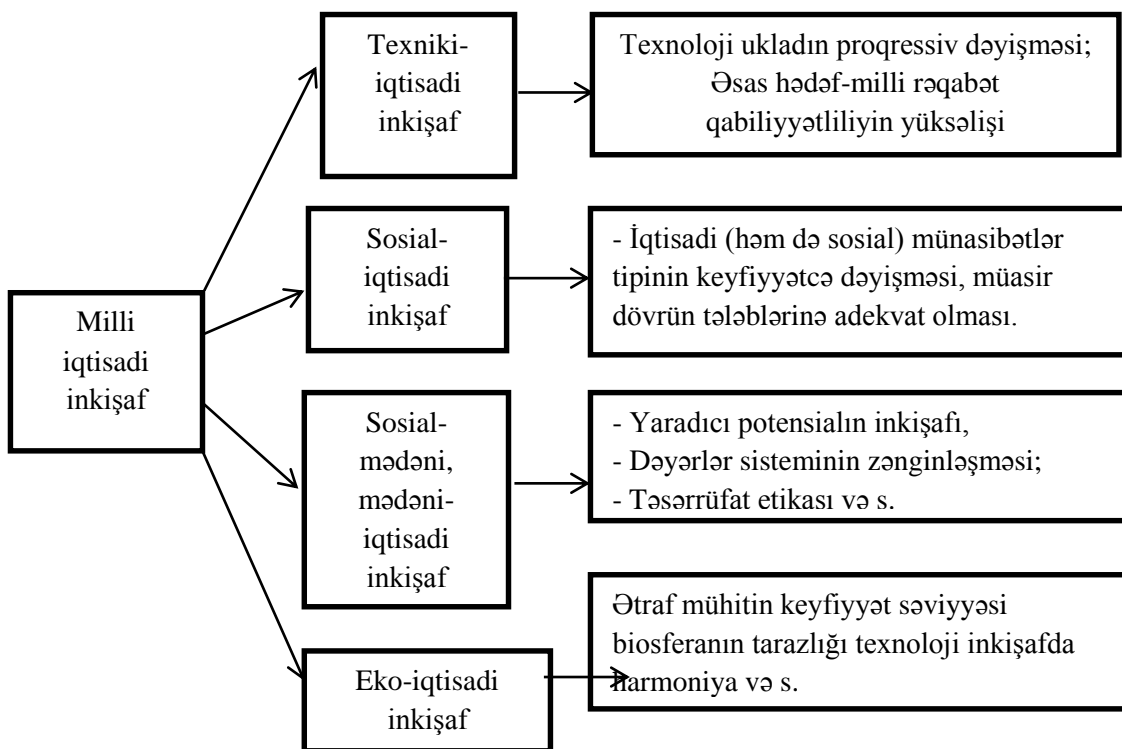 Texniki-
iqtisadi
inkişaf
Texnoloji ukladın proqressiv dəyişməsi;
Əsas hədəf-milli rəqabət
qabiliyyətliliyin yüksəlişi
Milli
iqtisadi
inkişaf
Sosial-
iqtisadi
inkişaf
- İqtisadi (həm də sosial) münasibətlər
tipinin keyfiyyətcə dəyişməsi, müasir
dövrün tələblərinə adekvat olması.
Sosial-
mədəni,
mədəni-
iqtisadi
inkişaf
- Yaradıcı potensialın inkişafı,
- Dəyərlər sisteminin zənginləşməsi;
- Təsərrüfat etikası və s.
Eko-iqtisadi
inkişaf
Ətraf mühitin keyfiyyət səviyyəsi
biosferanın tarazlığı texnoloji inkişafda
harmoniya və s.